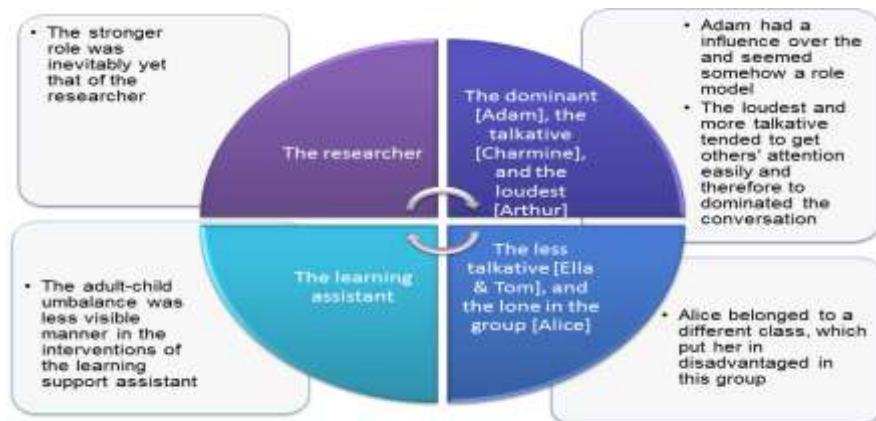 • The stronger
role was
inevitably yet
that of the
researcher
The researcher
The dominant
[Adam], the
talkative
[Charmine],
and the
loudest
[Arthur]
• Adam had a
influence over the
and seemed
somehow a role
model
• The loudest and
more talkative
tended to get
others' attention
easily and
therefore to
dominated the
conversation
• The adult-child
umbalance was
less visible
manner in the
interventions of
the learning
support assistant
The learning
assistant
The less
talkative [Ella
& Tom], and
the lone in the
group [Alice]
• Alice belonged to a
different class, which
put her in
disadvantaged in
this group